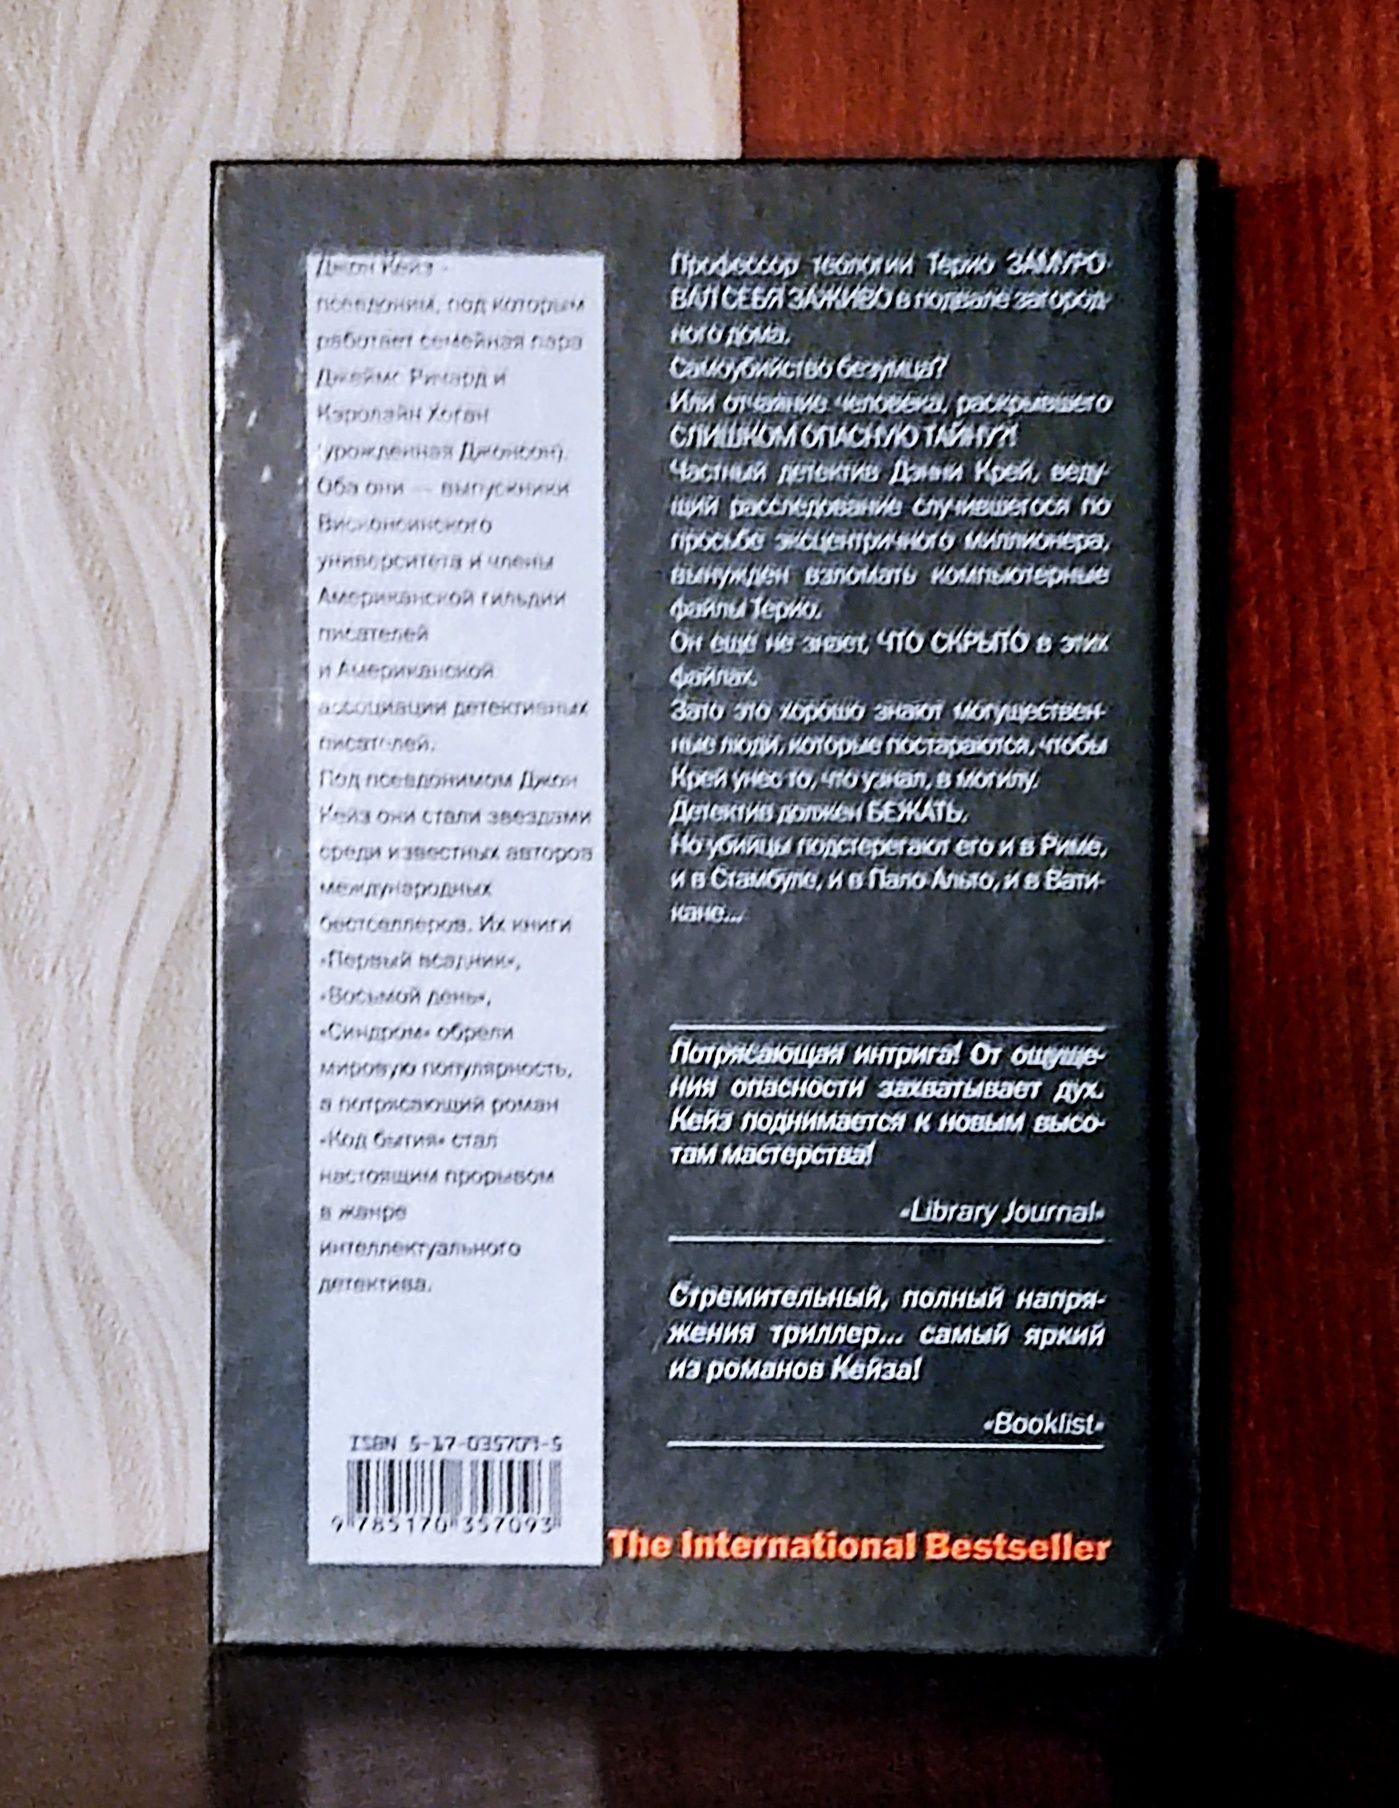 Джон Кейз -
псевдоним, под которым
работает семейная пара
Джеймс Ричард и
Кэролайн Хоган
(урожденная Джонсон).
Оба они — выпускники
Висконсинского
университета и члены
Американской гильдии
писателей
и Американской
ассоциации детективных
писателей.
Под псевдонимом Джон
Кейз они стали звездами
среди известных авторов
международных
бестселлеров. Их книги
«Первый всадник»,
«Восьмой день»,
«Синдром» обрели
мировую популярность,
а потрясающий роман
«Код бытия» стал
настоящим прорывом
в жанре
интеллектуального
детектива.
ISBN 5-17-035709-5
9 785170 357093
Профессор теологии Терио ЗАМУРО-
ВАЛ СЕБЯ ЗАЖИВО в подвале загород-
ного дома.
Самоубийство безумца?
Или отчаяние человека, раскрывшего
СЛИШКОМ ОПАСНУЮ ТАЙНУ?!
Частный детектив Дэнни Крей, веду-
щий расследование случившегося по
просьбе эксцентричного миллионера,
вынужден взломать компьютерные
файлы Терио.
Он еще не знает, ЧТО СКРЫТО в этих
файлах.
Зато это хорошо знают могуществен-
ные люди, которые постараются, чтобы
Крей унес то, что узнал, в могилу.
Детектив должен БЕЖАТЬ.
Но убийцы подстерегают его и в Риме,
и в Стамбуле, и в Пало-Альто, и в Вати-
кане...
Потрясающая интрига! От ощуще-
ния опасности захватывает дух.
Кейз поднимается к новым высо-
там мастерства!
«Library Journal»
Стремительный, полный напря-
жения триллер... самый яркий
из романов Кейза!
«Booklist»
The International Bestseller